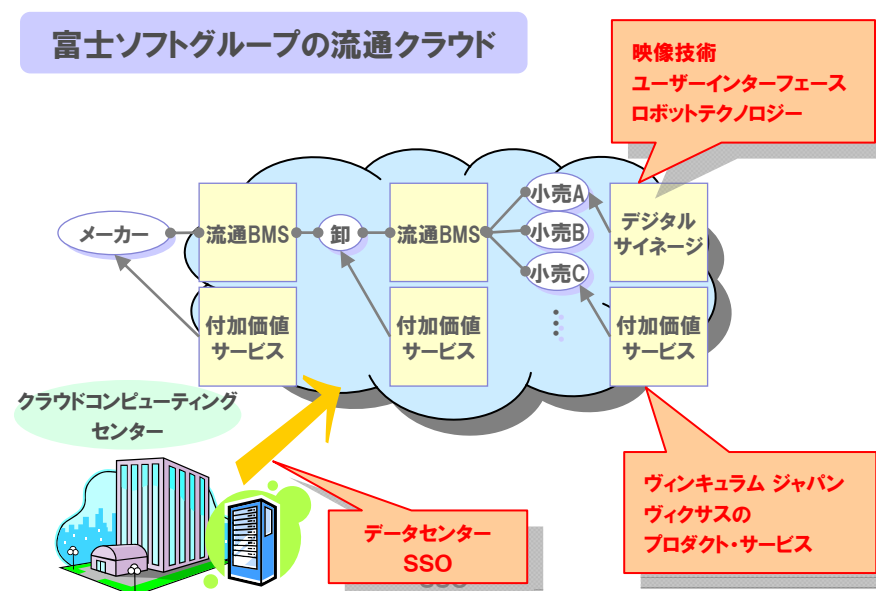 富士ソフトグループの流通クラウド
映像技術
ユーザーインターフェース
ロボットテクノロジー
メーカー
流通BMS
卸
流通BMS
小売A
小売B
小売C
⋮
デジタル
サイネージ
付加価値
サービス
付加価値
サービス
付加価値
サービス
クラウドコンピューティング
センター
データセンター
SSO
ヴィンキュラム ジャパン
ヴィクサスの
プロダクト・サービス